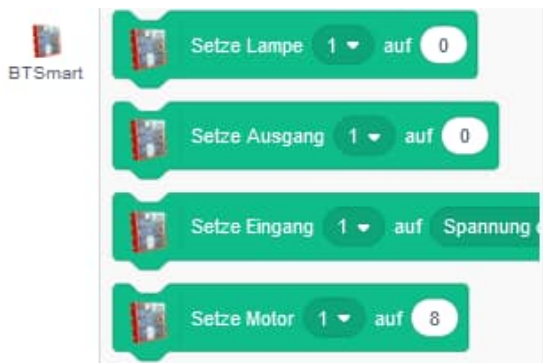 BTSmart
Setze Lampe 1 auf 0
Setze Ausgang 1 auf 0
Setze Eingang 1 auf Spannung
Setze Motor 1 auf 8